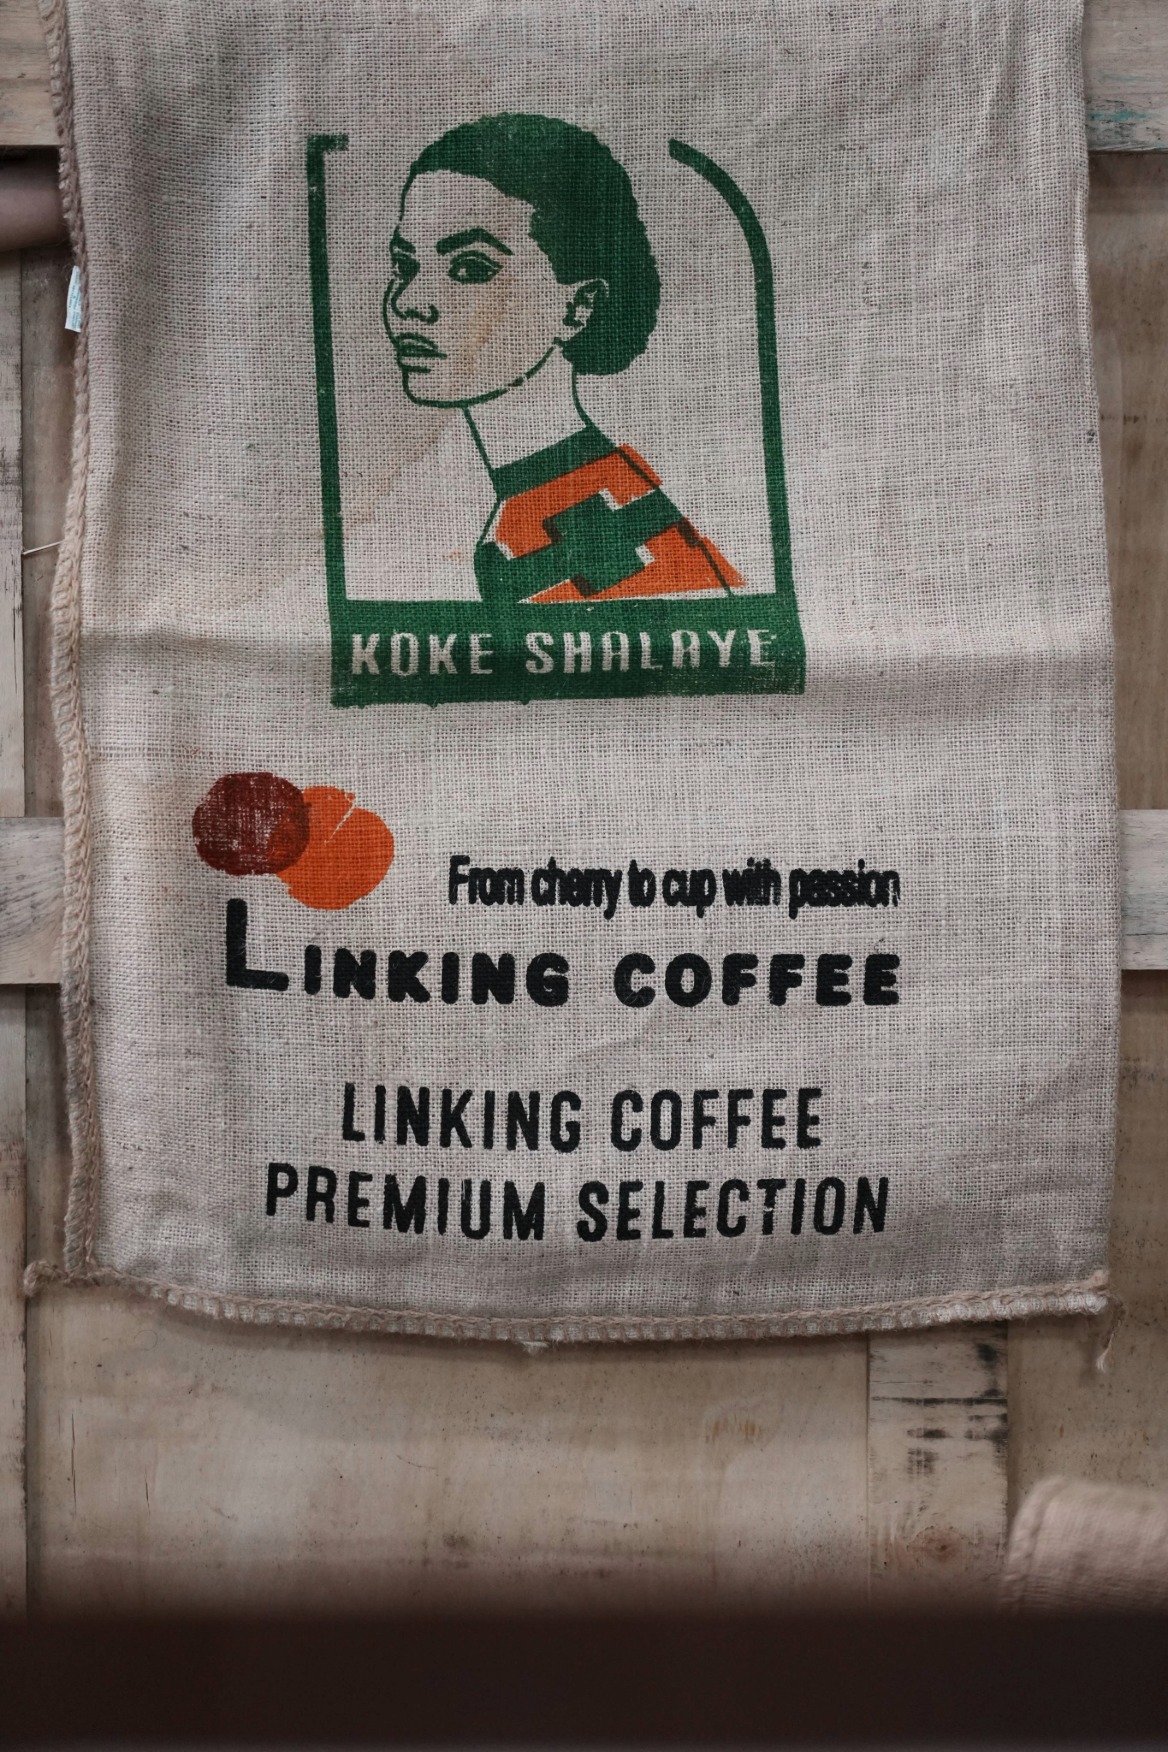 KOKE SHALAYE
From cherry to cup with passion
LINKING COFFEE
LINKING COFFEE
PREMIUM SELECTION